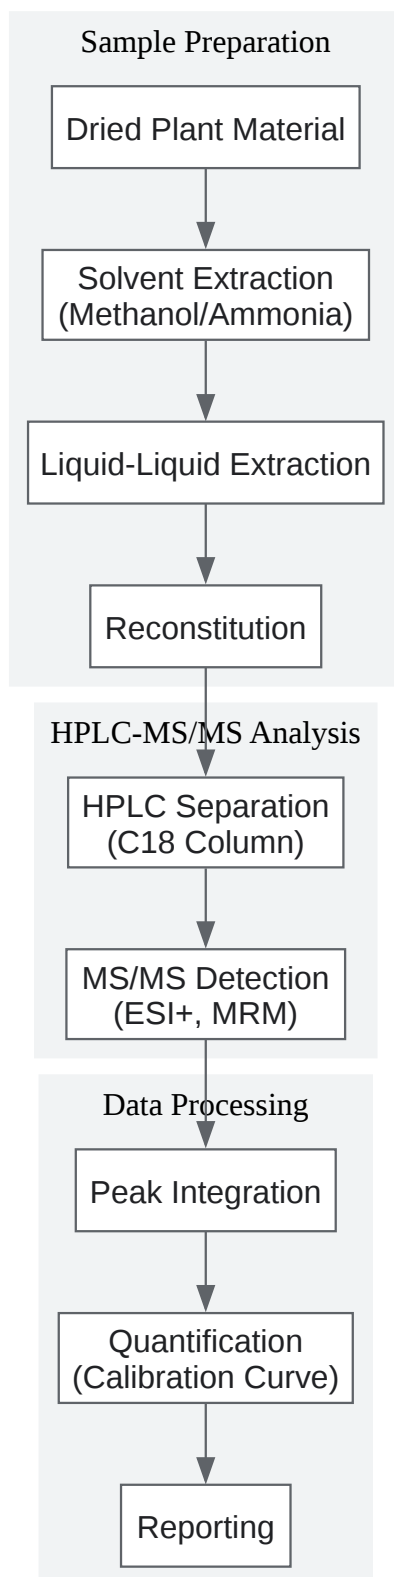 Sample Preparation
Dried Plant Material
Solvent Extraction
(Methanol/Ammonia)
Liquid-Liquid Extraction
Reconstitution
HPLC-MS/MS Analysis
HPLC Separation
(C18 Column)
MS/MS Detection
(ESI+, MRM)
Data Processing
Peak Integration
Quantification
(Calibration Curve)
Reporting